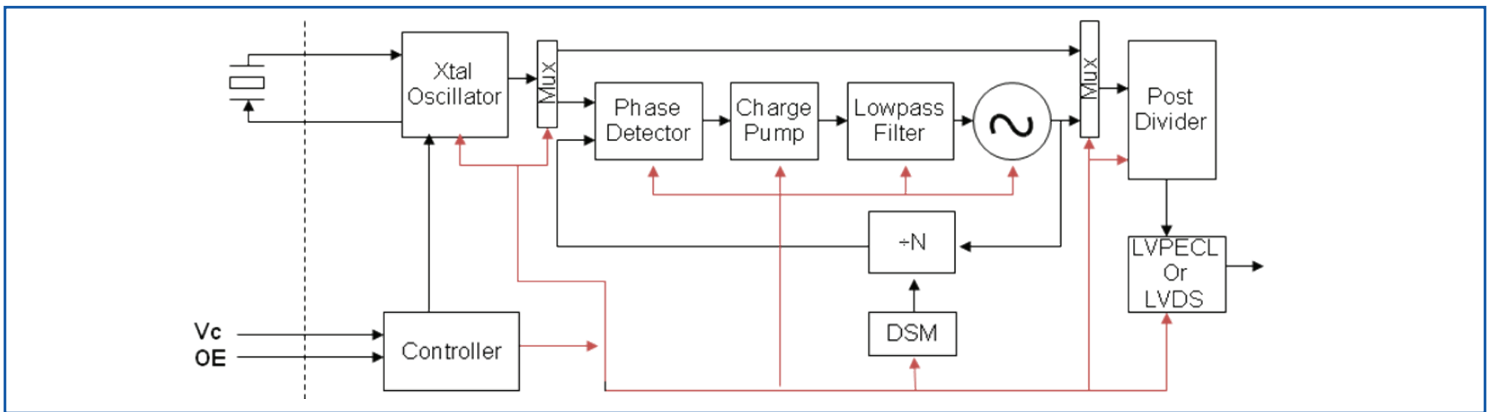 Xtal
Oscillator
Mux
Phase
Detector
Charge
Pump
Lowpass
Filter
Mux
Post
Divider
÷N
LVPECL
Or
LVDS
DSM
Vc
OE
Controller